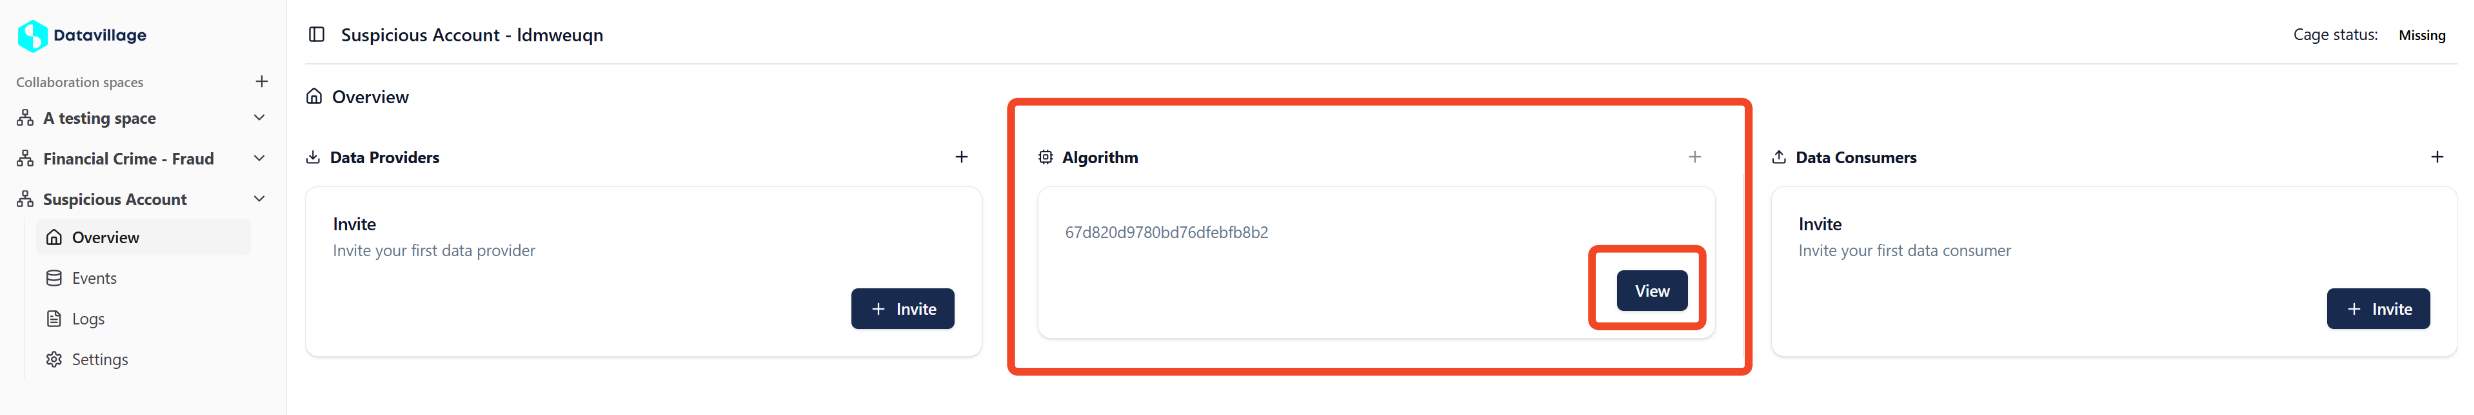 Datavillage
Collaboration spaces
A testing space
Financial Crime - Fraud
Suspicious Account
Overview
Events
Logs
Settings
Suspicious Account - ldmweuqn
Cage status: Missing
Overview
Data Providers
Invite
Invite your first data provider
+ Invite
Algorithm
67d820d9780bd76dfebfb8b2
View
Data Consumers
Invite
Invite your first data consumer
+ Invite